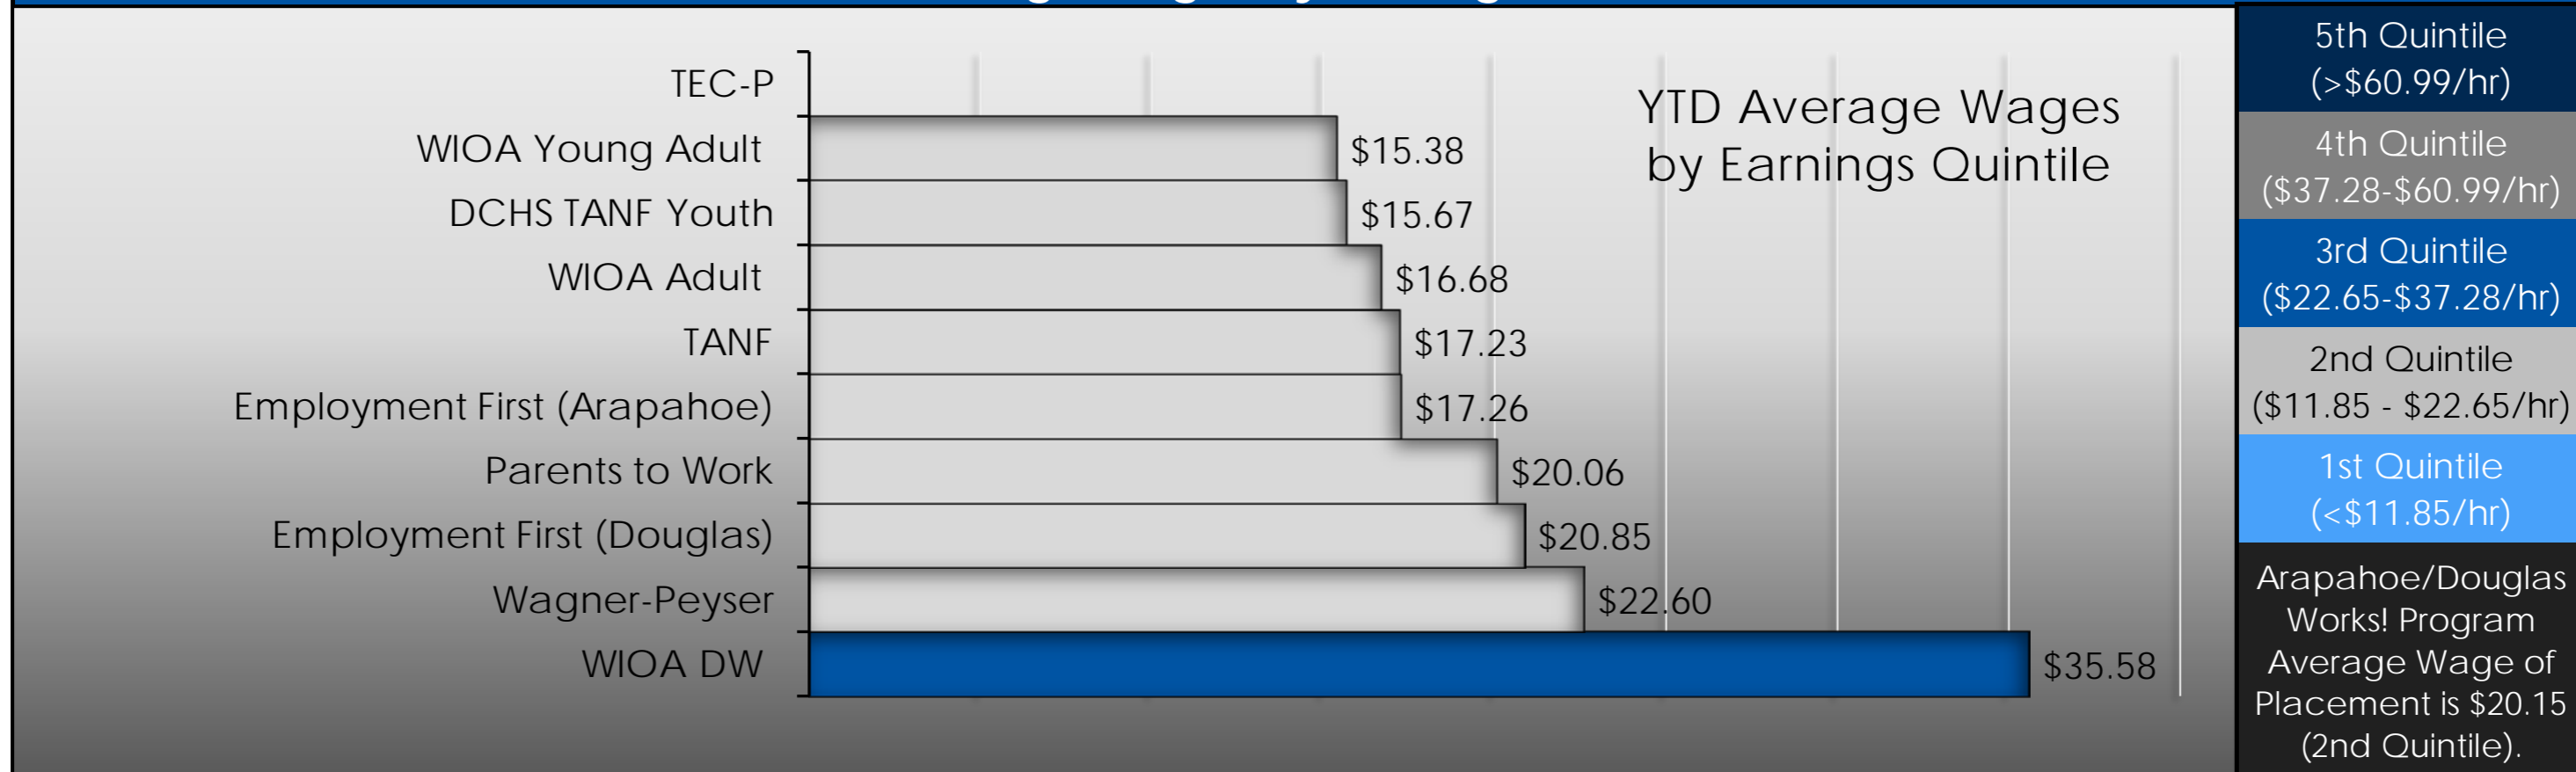 TEC-P
WIOA Young Adult
$15.38
DCHS TANF Youth
$15.67
WIOA Adult
$16.68
TANF
$17.23
Employment First (Arapahoe)
$17.26
Parents to Work
$20.06
Employment First (Douglas)
$20.85
Wagner-Peyser
$22.60
WIOA DW
$35.58
YTD Average Wages
by Earnings Quintile
5th Quintile
(>$60.99/hr)
4th Quintile
($37.28-$60.99/hr)
3rd Quintile
($22.65-$37.28/hr)
2nd Quintile
($11.85 - $22.65/hr)
1st Quintile
(<$11.85/hr)
Arapahoe/Douglas
Works! Program
Average Wage of
Placement is $20.15
(2nd Quintile).